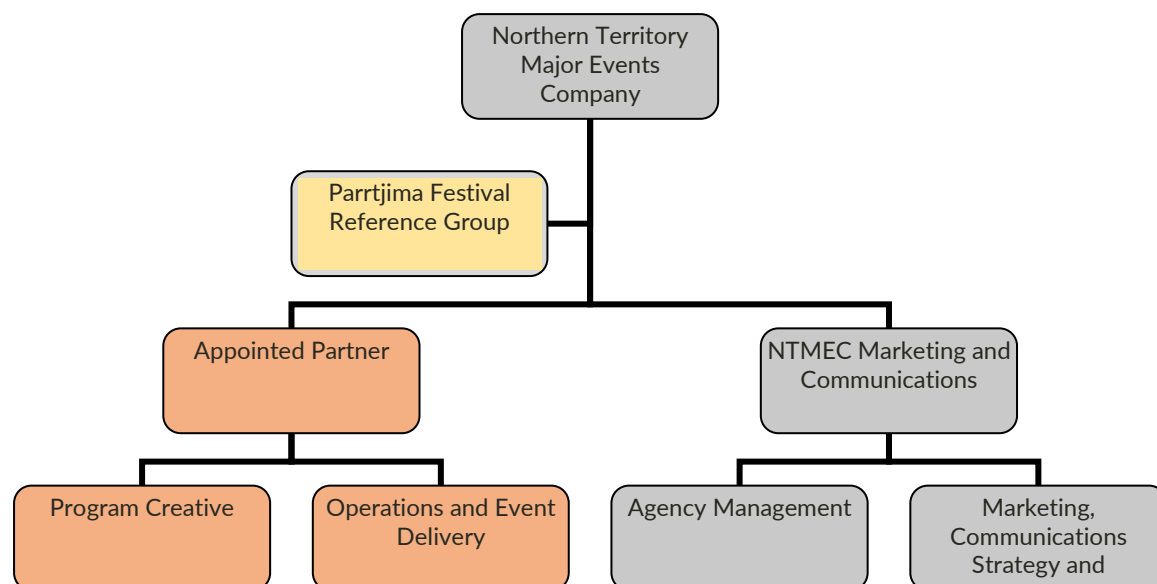 Northern Territory
Major Events
Company
Parrtjima Festival
Reference Group
Appointed Partner
NTMEC Marketing and
Communications
Program Creative
Operations and Event
Delivery
Agency Management
Marketing,
Communications
Strategy and